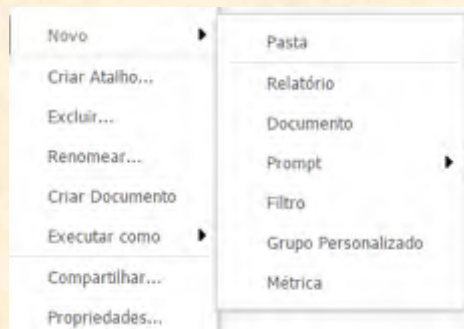 Novo
Criar Atalho...
Excluir...
Renomear...
Criar Documento
Executar como
Compartilhar...
Propriedades...
Pasta
Relatório
Documento
Prompt
Filtro
Grupo Personalizado
Métrica